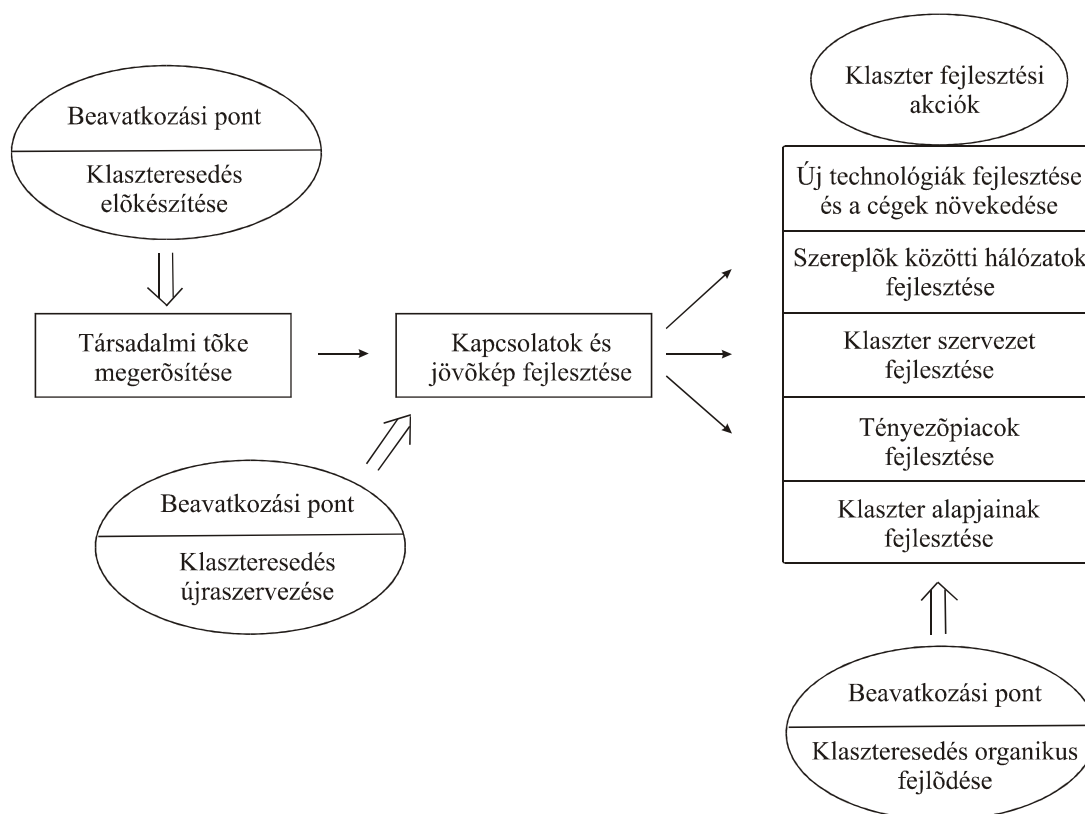 Beavatkozási pont
Klaszteresedés
elõkészítése
Társadalmi tõke
megerõsítése
Kapcsolatok és
jövõkép fejlesztése
Beavatkozási pont
Klaszteresedés
újraszervezése
Klaszter fejlesztési
akciók
Új technológiák fejlesztése
és a cégek növekedése
Szereplõk közötti hálózatok
fejlesztése
Klaszter szervezet
fejlesztése
Tényezõpiacok
fejlesztése
Klaszter alapjainak
fejlesztése
Beavatkozási pont
Klaszteresedés organikus
fejlõdése